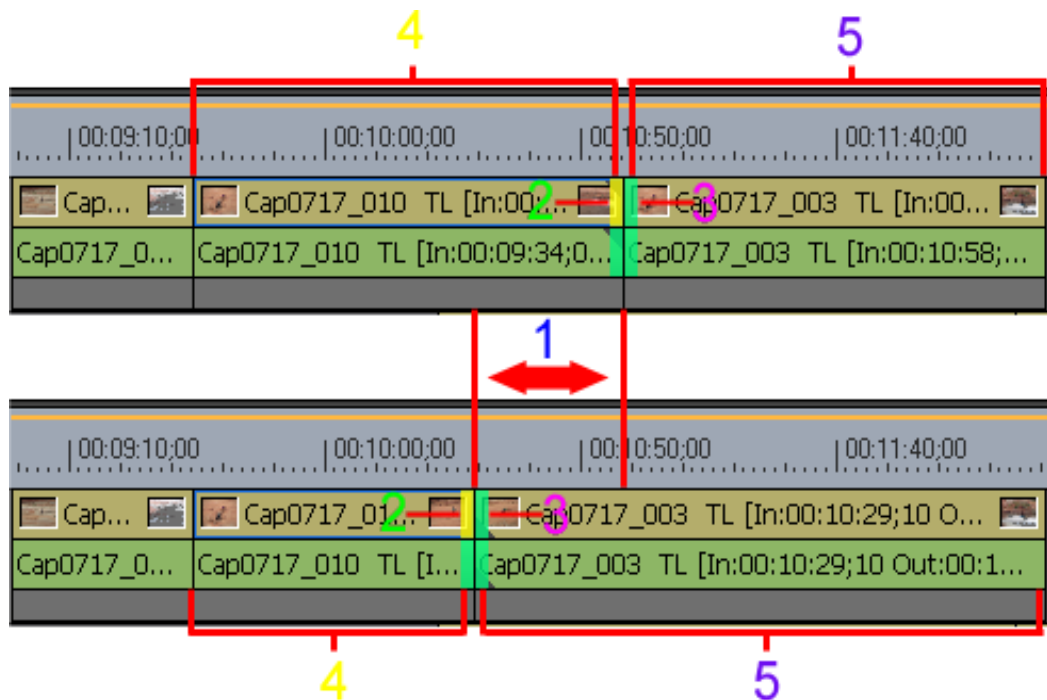 4 5
00:09:10;00 00:10:00;00 00:10:50;00 00:11:40;00
Cap... Cap0717_010 TL [In:00:... 2 3 Cap0717_003 TL [In:00...
Cap0717_0... Cap0717_010 TL [In:00:09:34;0... Cap0717_003 TL [In:00:10:58;...
1
00:09:10;00 00:10:00;00 00:10:50;00 00:11:40;00
Cap... Cap0717_01... 2 3 Cap0717_003 TL [In:00:10:29;10 O...
Cap0717_0... Cap0717_010 TL [I... Cap0717_003 TL [In:00:10:29;10 Out:00:1...
4 5